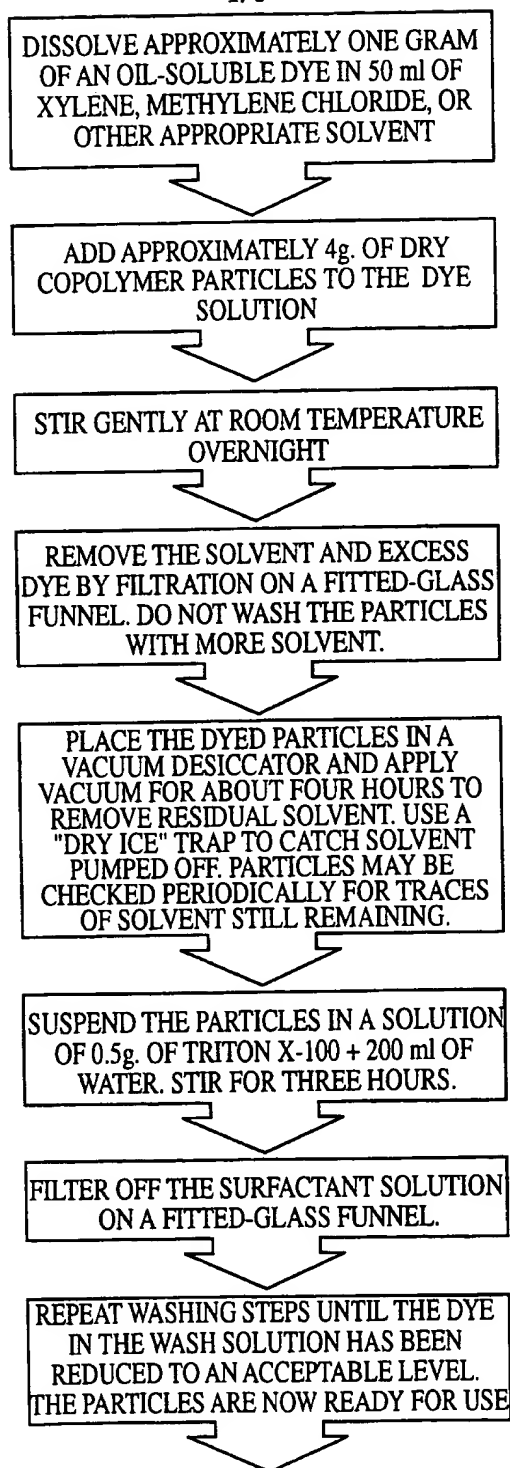 DISSOLVE APPROXIMATELY ONE GRAM
OF AN OIL-SOLUBLE DYE IN 50 ml OF
XYLENE, METHYLENE CHLORIDE, OR
OTHER APPROPRIATE SOLVENT
ADD APPROXIMATELY 4g. OF DRY
COPOLYMER PARTICLES TO THE DYE
SOLUTION
STIR GENTLY AT ROOM TEMPERATURE
OVERNIGHT
REMOVE THE SOLVENT AND EXCESS
DYE BY FILTRATION ON A FITTED-GLASS
FUNNEL. DO NOT WASH THE PARTICLES
WITH MORE SOLVENT.
PLACE THE DYED PARTICLES IN A
VACUUM DESICCATOR AND APPLY
VACUUM FOR ABOUT FOUR HOURS TO
REMOVE RESIDUAL SOLVENT. USE A
"DRY ICE" TRAP TO CATCH SOLVENT
PUMPED OFF. PARTICLES MAY BE
CHECKED PERIODICALLY FOR TRACES
OF SOLVENT STILL REMAINING.
SUSPEND THE PARTICLES IN A SOLUTION
OF 0.5g. OF TRITON X-100 + 200 ml OF
WATER. STIR FOR THREE HOURS.
FILTER OFF THE SURFACTANT SOLUTION
ON A FITTED-GLASS FUNNEL.
REPEAT WASHING STEPS UNTIL THE DYE
IN THE WASH SOLUTION HAS BEEN
REDUCED TO AN ACCEPTABLE LEVEL.
THE PARTICLES ARE NOW READY FOR USE